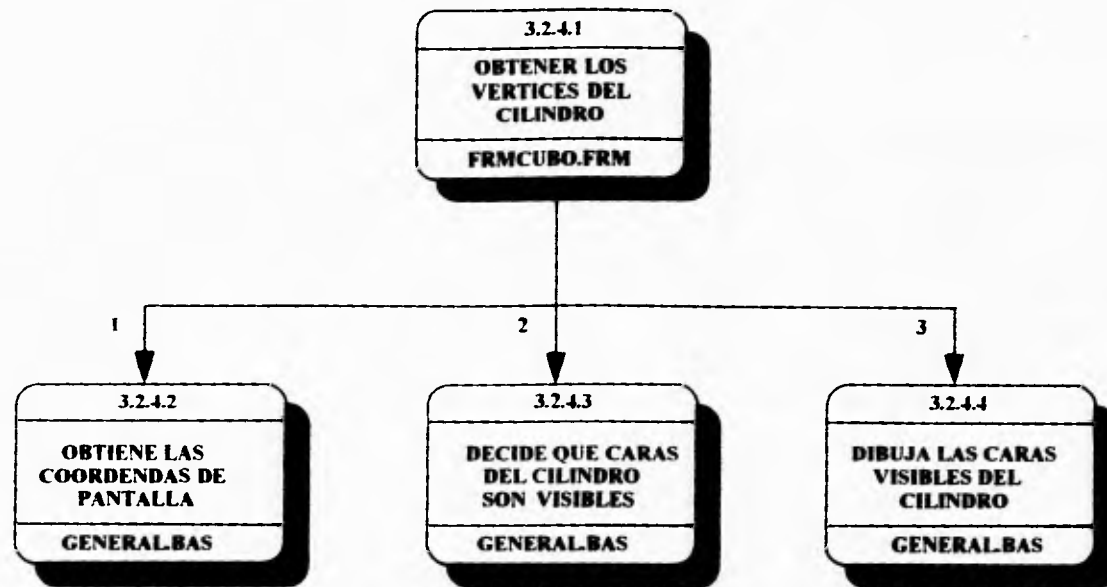 3.2.4.1
OBTENER LOS
VERTICES DEL
CILINDRO
FRMCUBO.FRM
1
2
3
3.2.4.2
OBTIENE LAS
COORDENDAS DE
PANTALLA
GENERAL.BAS
3.2.4.3
DECIDE QUE CARAS
DEL CILINDRO
SON VISIBLES
GENERAL.BAS
3.2.4.4
DIBUJA LAS CARAS
VISIBLES DEL
CILINDRO
GENERAL.BAS